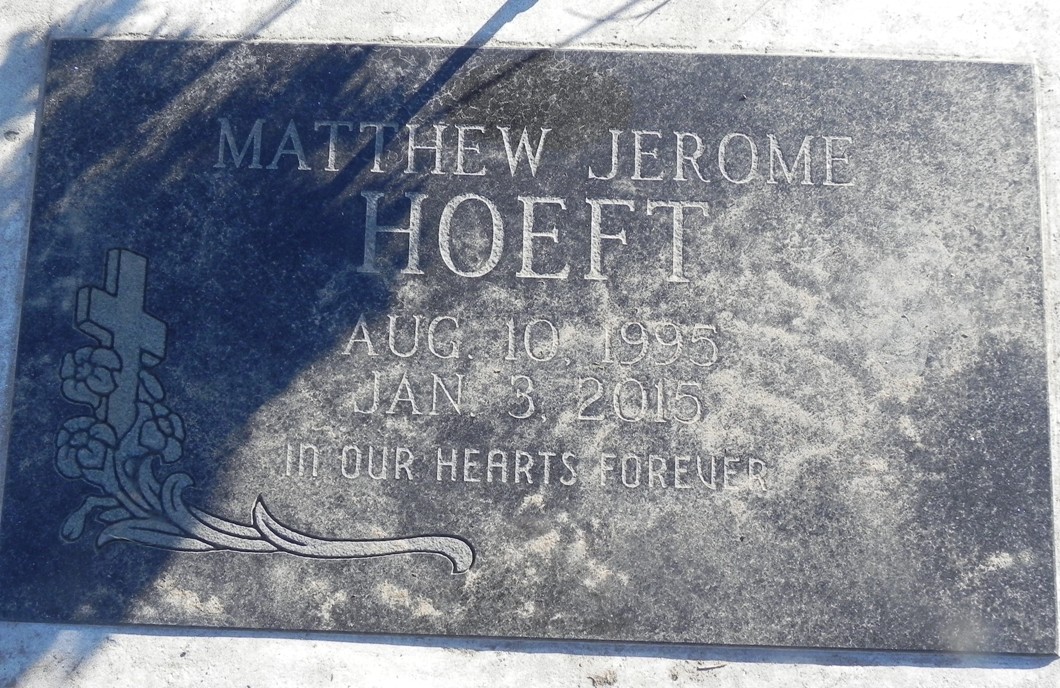 MATTHEW JEROME
HOEFT
AUG. 10, 1995
JAN. 3, 2015
IN OUR HEARTS FOREVER